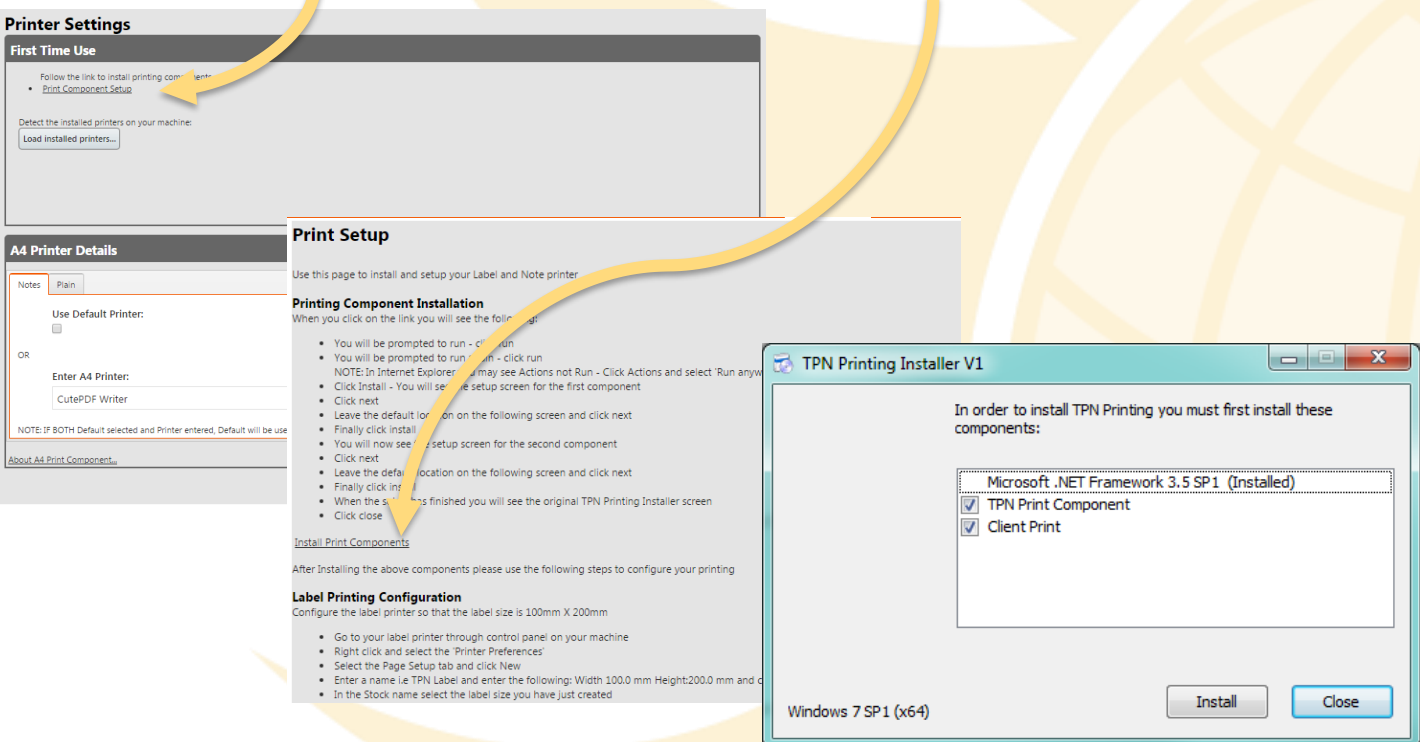 Printer Settings
First Time Use
Follow the link to install printing components
• Print Component Setup
Detect the installed printers on your machine:
Load installed printers...
A4 Printer Details
Notes Plain
Use Default Printer:
OR
Enter A4 Printer:
CutePDF Writer
NOTE: IF BOTH Default selected and Printer entered, Default will be use
About A4 Print Component...
Print Setup
Use this page to install and setup your Label and Note printer
Printing Component Installation
When you click on the link you will see the following:
• You will be prompted to run - click run
• You will be prompted to run again - click run
NOTE: In Internet Explorer you may see Actions not Run - Click Actions and select 'Run anyw
• Click Install - You will see the setup screen for the first component
• Click next
• Leave the default location on the following screen and click next
• Finally click install
• You will now see the setup screen for the second component
• Click next
• Leave the default location on the following screen and click next
• Finally click install
• When the setup has finished you will see the original TPN Printing Installer screen
• Click close
Install Print Components
After Installing the above components please use the following steps to configure your printing
Label Printing Configuration
Configure the label printer so that the label size is 100mm X 200mm
• Go to your label printer through control panel on your machine
• Right click and select the 'Printer Preferences'
• Select the Page Setup tab and click New
• Enter a name i.e TPN Label and enter the following: Width 100.0 mm Height:200.0 mm and c
• In the Stock name select the label size you have just created
TPN Printing Installer V1
In order to install TPN Printing you must first install these
components:
Microsoft .NET Framework 3.5 SP1 (Installed)
TPN Print Component
Client Print
Windows 7 SP1 (x64)
Install Close